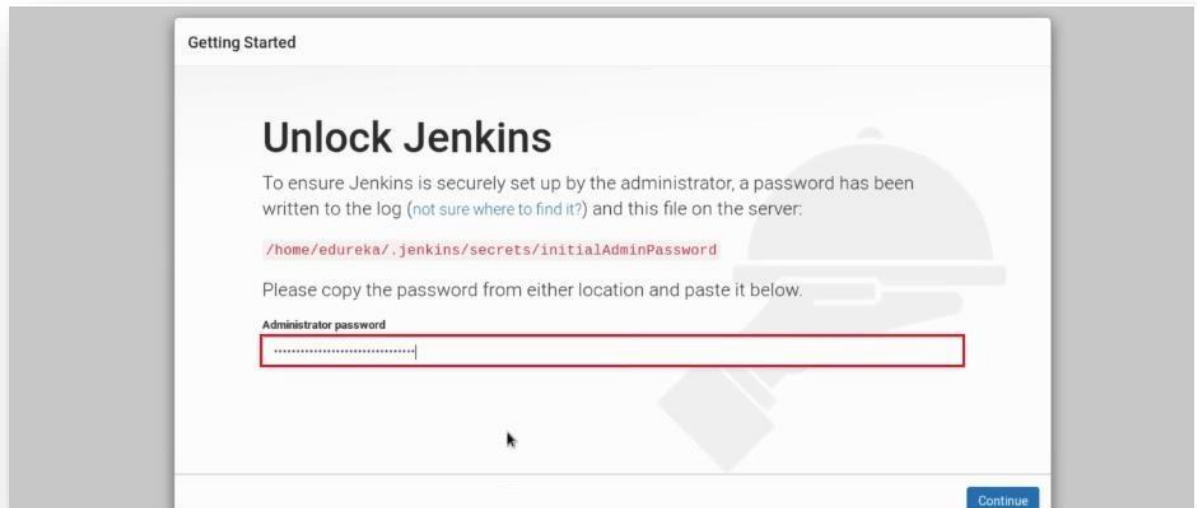 Getting Started
Unlock Jenkins
To ensure Jenkins is securely set up by the administrator, a password has been
written to the log (not sure where to find it?) and this file on the server:
/home/edureka/.jenkins/secrets/initialAdminPassword
Please copy the password from either location and paste it below.
Administrator password
Continue